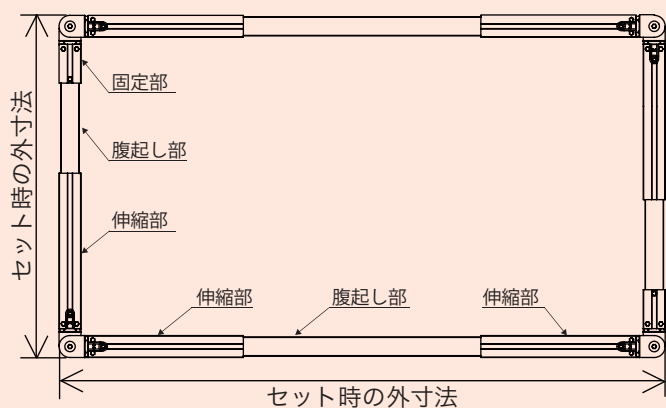 固定部
腹起し部
伸縮部
セット時の外寸法
伸縮部
腹起し部
伸縮部
セット時の外寸法